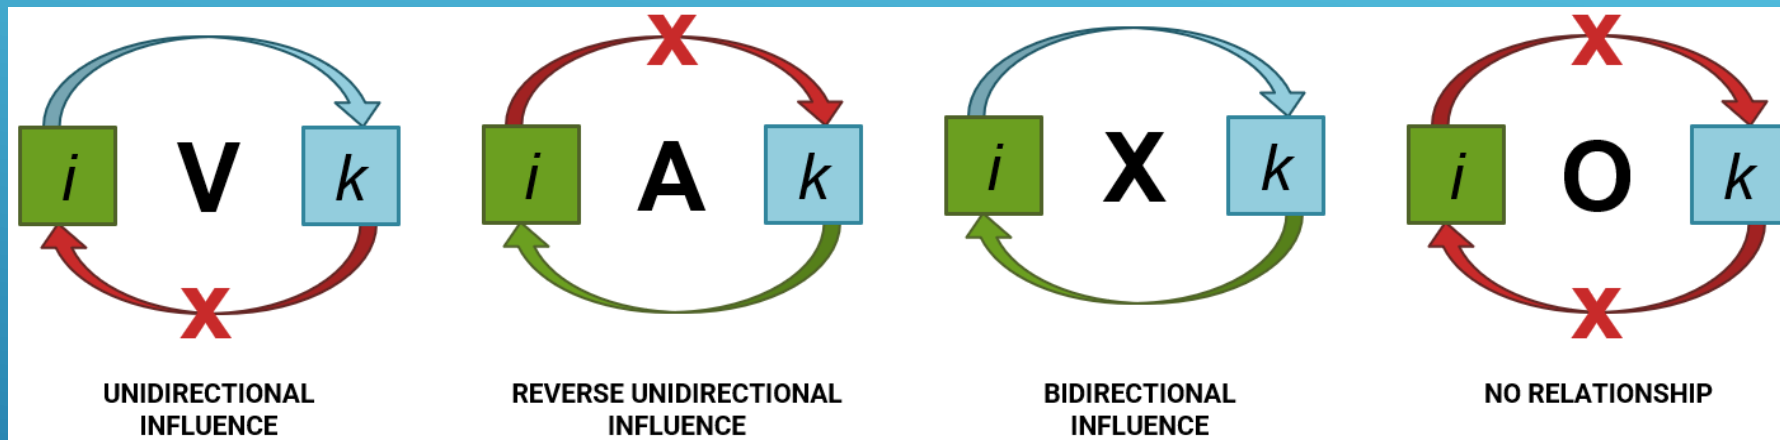 X
X
i V k
i A k
i X k
i O k
X
X
UNIDIRECTIONAL
INFLUENCE
REVERSE UNIDIRECTIONAL
INFLUENCE
BIDIRECTIONAL
INFLUENCE
NO RELATIONSHIP